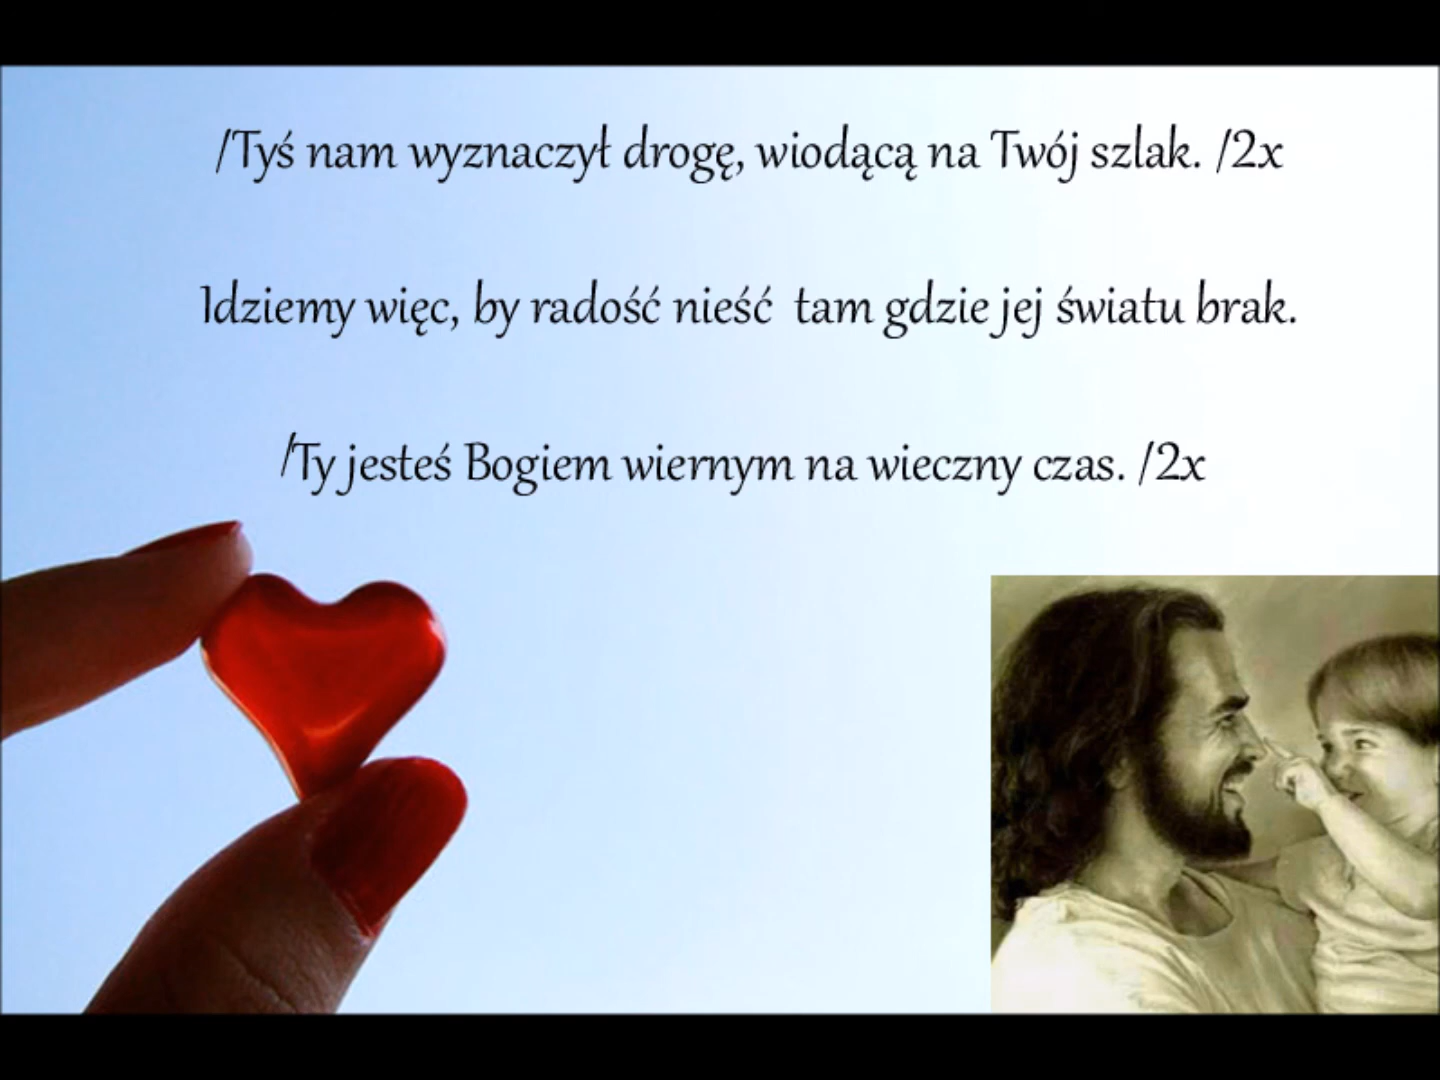 /Tyś nam wyznaczył drogę, wiodącą na Twój szlak. /2x
Idziemy więc, by radość nieść  tam gdzie jej światu brak.
/Ty jesteś Bogiem wiernym na wieczny czas. /2x